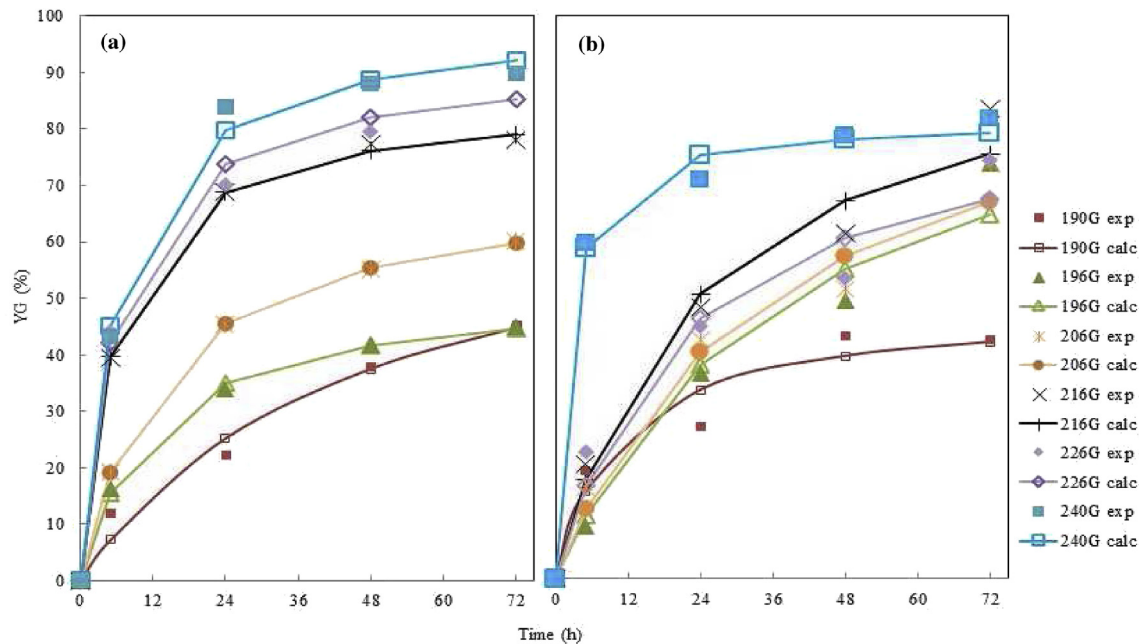 100
90
80
70
60
50
40
30
20
10
0
YG (%)
(a)
(b)
0 12 24 36 48 60 72
0 12 24 36 48 60 72
Time (h)
190G exp
190G calc
196G exp
196G calc
206G exp
206G calc
216G exp
216G calc
226G exp
226G calc
240G exp
240G calc